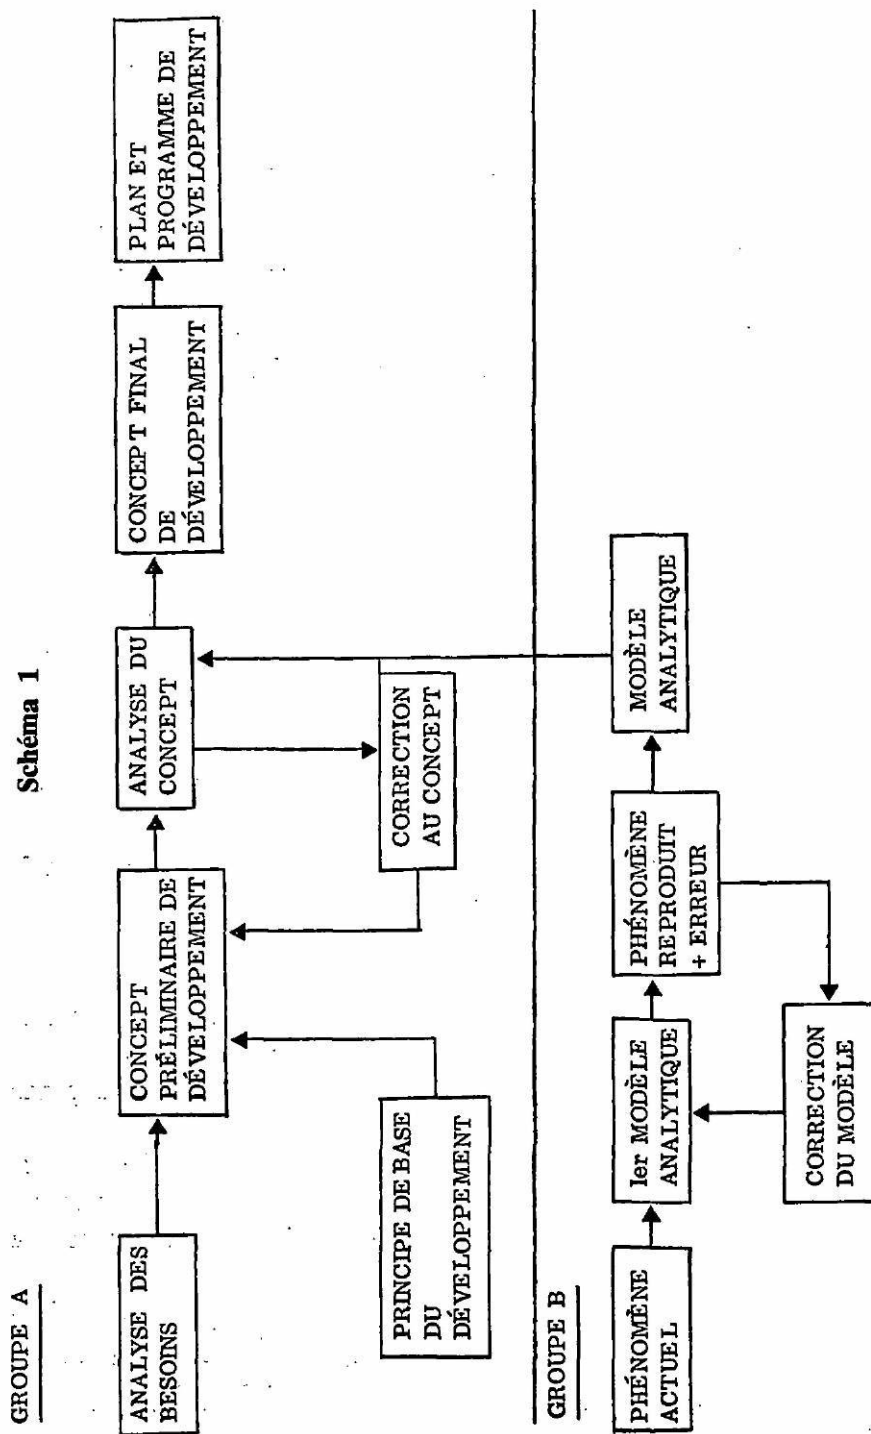 Schéma 1
GROUPE A
ANALYSE DES
BESOINS
CONCEPT
PRÉLIMINAIRE DE
DÉVELOPPEMENT
ANALYSE DU
CONCEPT
CONCEPT FINAL
DE
DÉVELOPPEMENT
PLAN ET
PROGRAMME DE
DÉVELOPPEMENT
PRINCIPE DE BASE
DU
DÉVELOPPEMENT
CORRECTION
AU CONCEPT
GROUPE B
PHÉNOMÈNE
ACTUEL
1er MODÈLE
ANALYTIQUE
PHÉNOMÈNE
REPRODUIT
+ ERREUR
MODÈLE
ANALYTIQUE
CORRECTION
DU MODÈLE